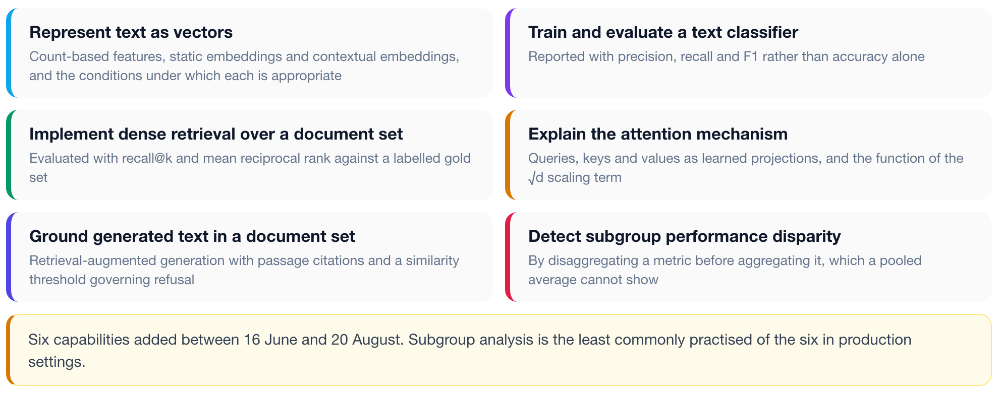 Represent text as vectors
Count-based features, static embeddings and contextual embeddings,
and the conditions under which each is appropriate
Train and evaluate a text classifier
Reported with precision, recall and F1 rather than accuracy alone
Implement dense retrieval over a document set
Evaluated with recall@k and mean reciprocal rank against a labelled gold
set
Explain the attention mechanism
Queries, keys and values as learned projections, and the function of the
√d scaling term
Ground generated text in a document set
Retrieval-augmented generation with passage citations and a similarity
threshold governing refusal
Detect subgroup performance disparity
By disaggregating a metric before aggregating it, which a pooled
average cannot show
Six capabilities added between 16 June and 20 August. Subgroup analysis is the least commonly practised of the six in production
settings.